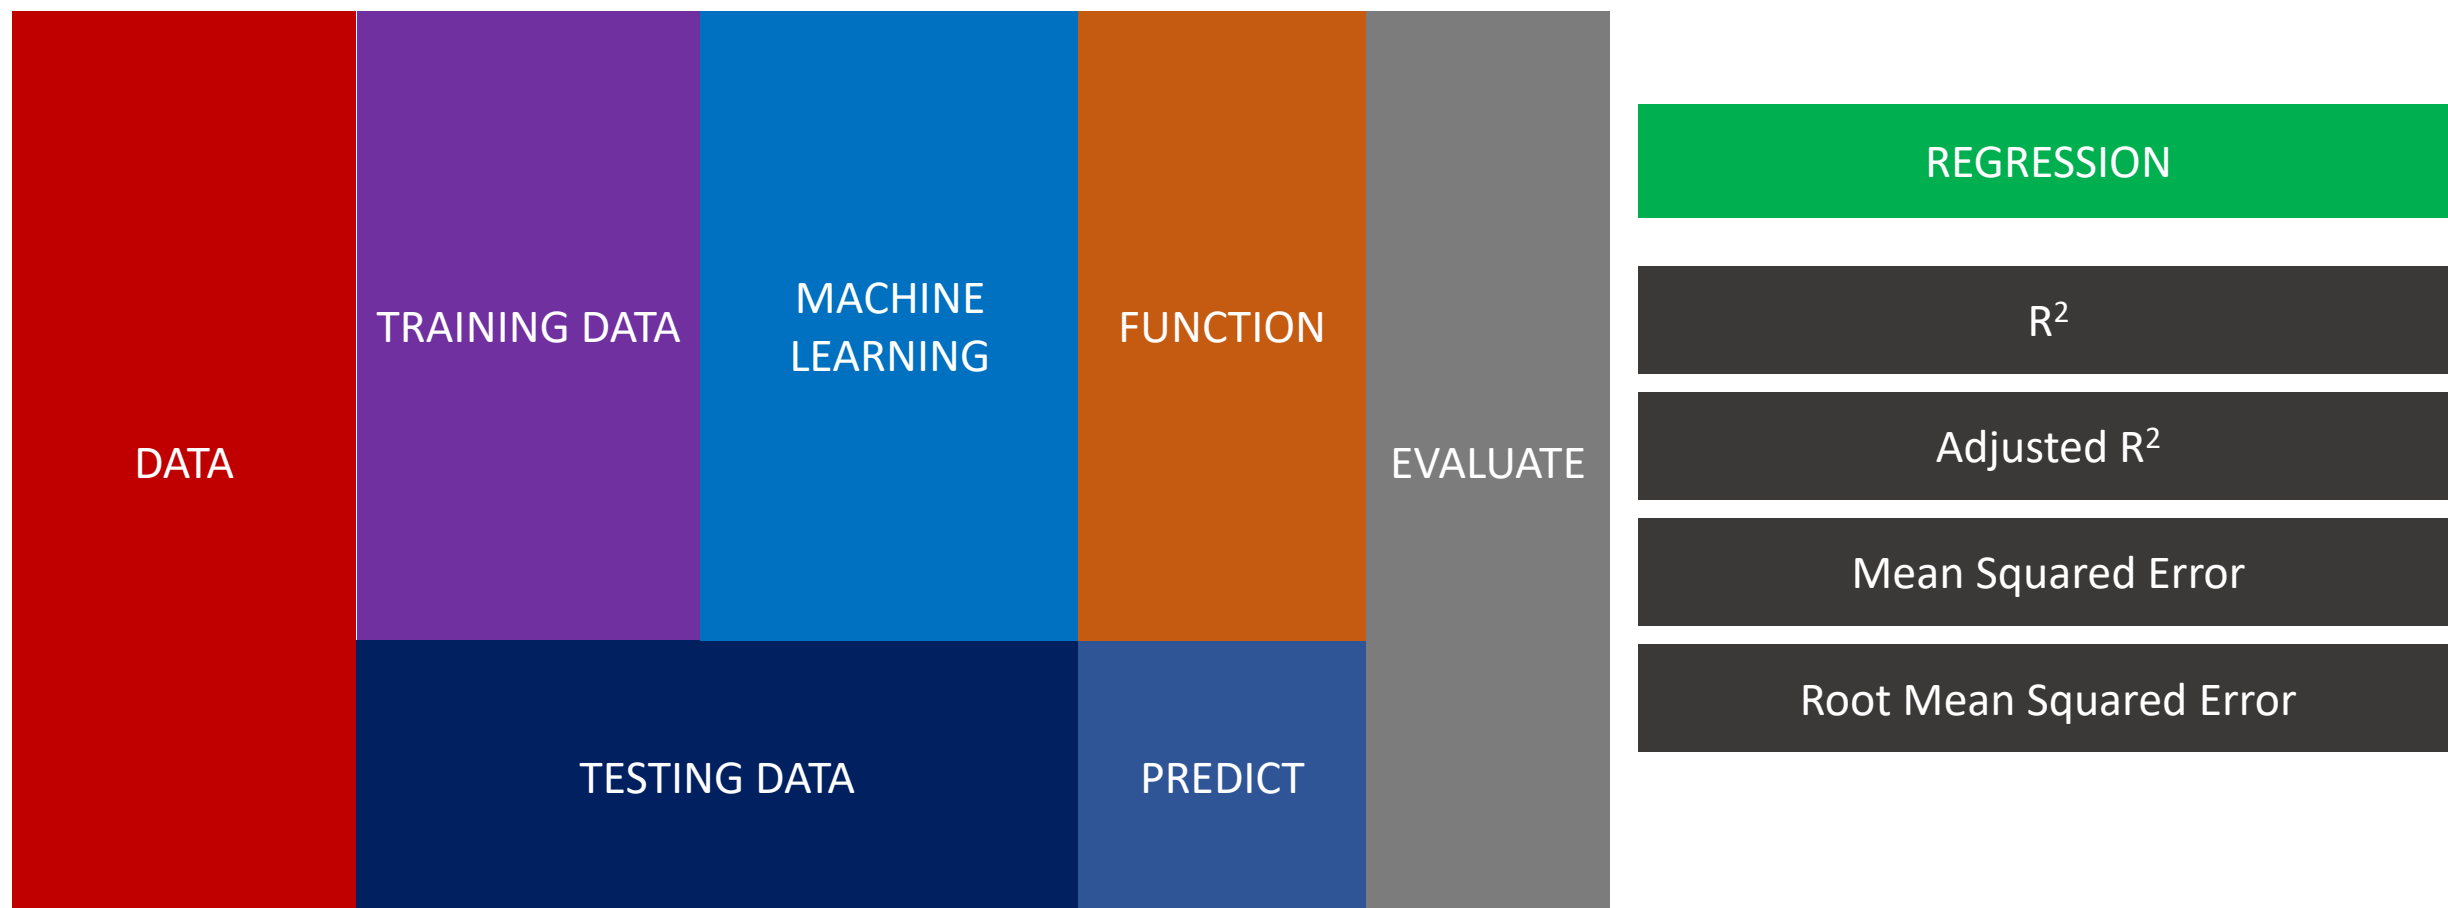 DATA
TRAINING DATA
MACHINE
LEARNING
FUNCTION
TESTING DATA
PREDICT
EVALUATE
REGRESSION
R²
Adjusted R²
Mean Squared Error
Root Mean Squared Error